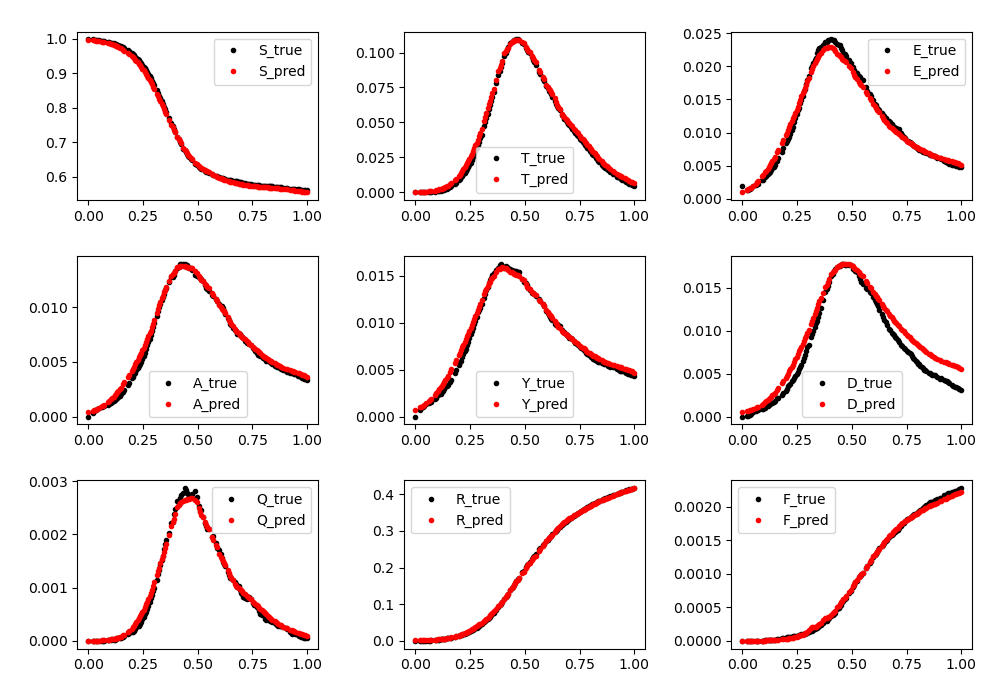 S_true
S_pred
1.0
0.9
0.8
0.7
0.6
0.00 0.25 0.50 0.75 1.00
T_true
T_pred
0.100
0.075
0.050
0.025
0.000
0.00 0.25 0.50 0.75 1.00
E_true
E_pred
0.025
0.020
0.015
0.010
0.005
0.000
0.00 0.25 0.50 0.75 1.00
A_true
A_pred
0.010
0.005
0.000
0.00 0.25 0.50 0.75 1.00
Y_true
Y_pred
0.015
0.010
0.005
0.000
0.00 0.25 0.50 0.75 1.00
D_true
D_pred
0.015
0.010
0.005
0.000
0.00 0.25 0.50 0.75 1.00
Q_true
Q_pred
0.003
0.002
0.001
0.000
0.00 0.25 0.50 0.75 1.00
R_true
R_pred
0.4
0.3
0.2
0.1
0.0
0.00 0.25 0.50 0.75 1.00
F_true
F_pred
0.0020
0.0015
0.0010
0.0005
0.0000
0.00 0.25 0.50 0.75 1.00